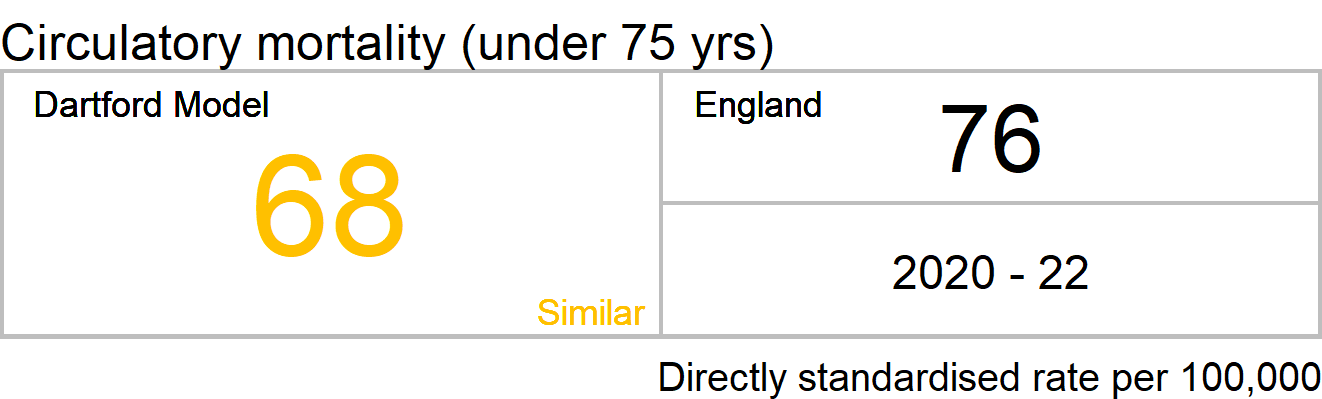 Circulatory mortality (under 75 yrs)
Dartford Model
68
Similar
England
76
2020 - 22
Directly standardised rate per 100,000